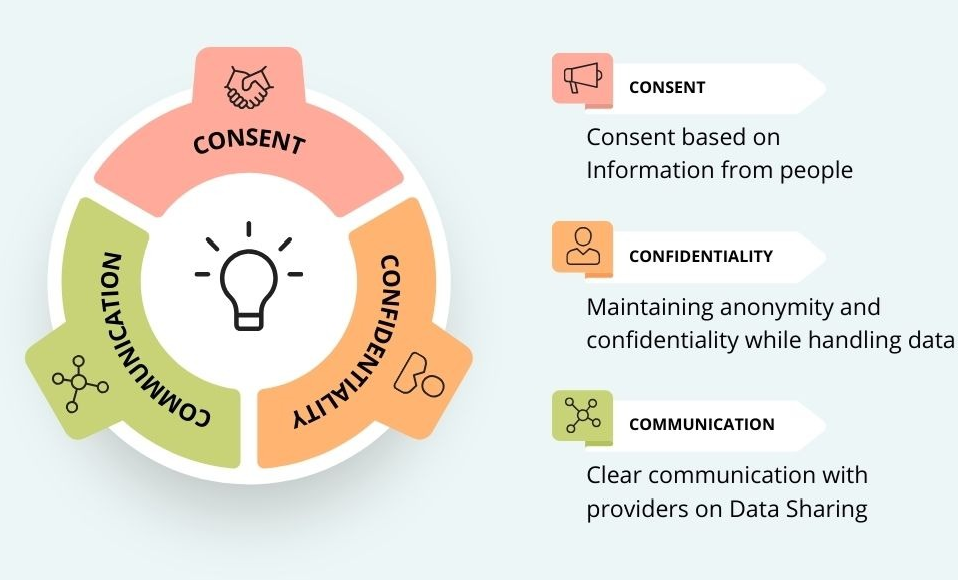 CONSENT
COMMUNICATION
CONFIDENTIALITY
CONSENT
Consent based on
Information from people
CONFIDENTIALITY
Maintaining anonymity and
confidentiality while handling data
COMMUNICATION
Clear communication with
providers on Data Sharing